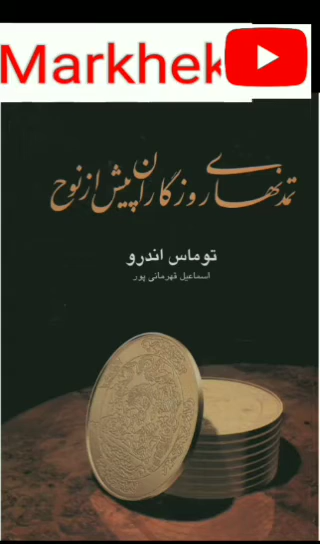 Markhek
تمدنهای روزگاران پیش از نوح
توماس اندرو
اسماعیل قهرمانی پور